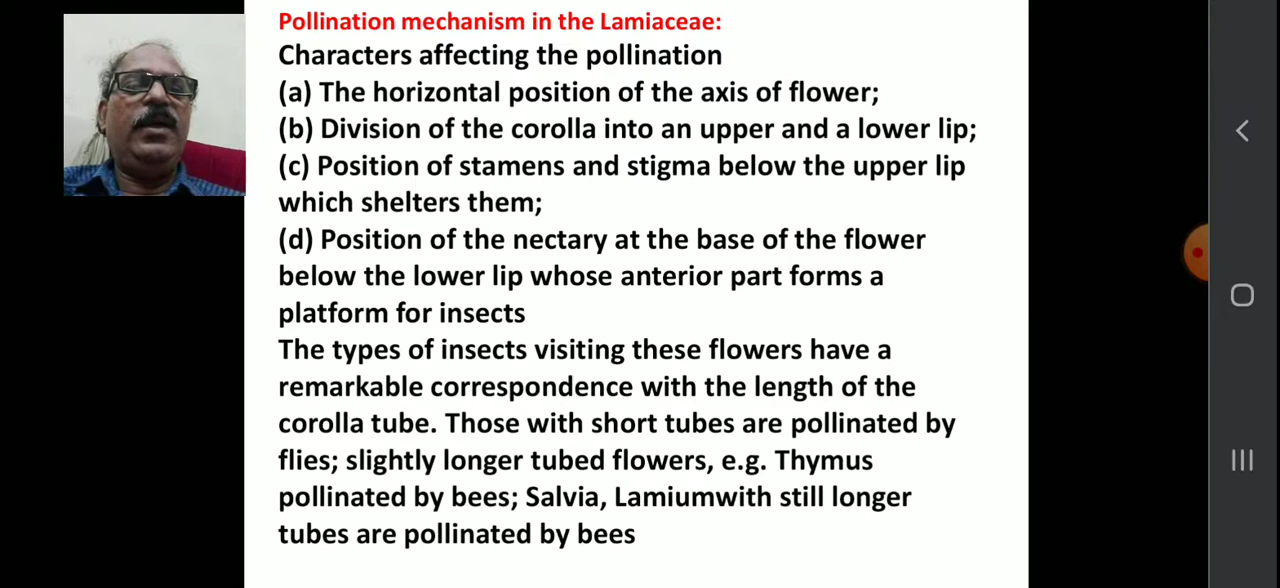 Pollination mechanism in the Lamiaceae:
Characters affecting the pollination
(a) The horizontal position of the axis of flower;
(b) Division of the corolla into an upper and a lower lip;
(c) Position of stamens and stigma below the upper lip
which shelters them;
(d) Position of the nectary at the base of the flower
below the lower lip whose anterior part forms a
platform for insects
The types of insects visiting these flowers have a
remarkable correspondence with the length of the
corolla tube. Those with short tubes are pollinated by
flies; slightly longer tubed flowers, e.g. Thymus
pollinated by bees; Salvia, Lamiumwith still longer
tubes are pollinated by bees